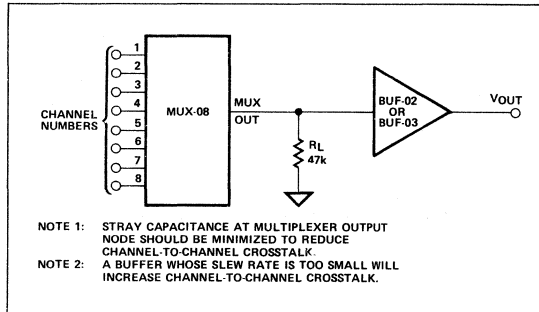 1
2
3
4
5
6
7
8
CHANNEL
NUMBERS
MUX-08
MUX
OUT
RL
47k
BUF-02
OR
BUF-03
VOUT
NOTE 1: STRAY CAPACITANCE AT MULTIPLEXER OUTPUT
NODE SHOULD BE MINIMIZED TO REDUCE
CHANNEL-TO-CHANNEL CROSSTALK.
NOTE 2: A BUFFER WHOSE SLEW RATE IS TOO SMALL WILL
INCREASE CHANNEL-TO-CHANNEL CROSSTALK.